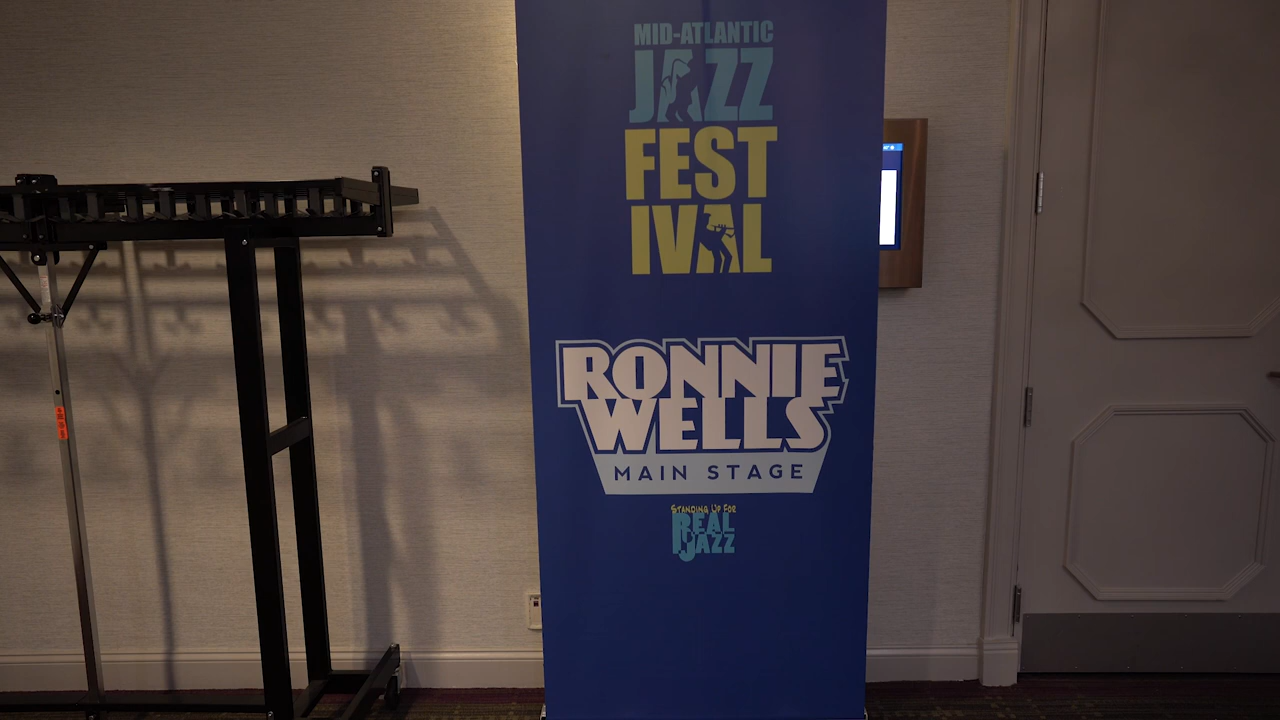 MID-ATLANTIC
JAZZ
FEST
IVAL
RONNIE
WELLS
MAIN STAGE
STANDING UP FOR
REAL
JAZZ